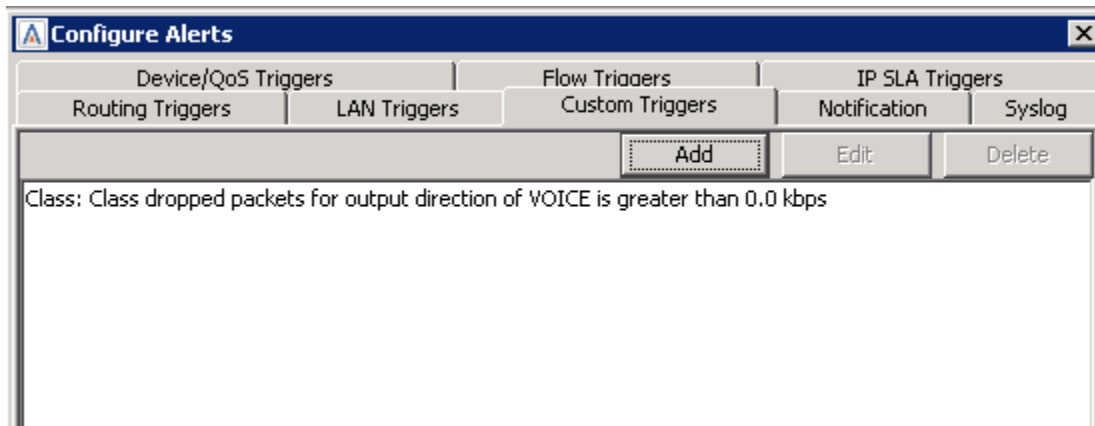 Configure Alerts
Device/QoS Triggers Flow Triggers IP SLA Triggers
Routing Triggers LAN Triggers Custom Triggers Notification Syslog
Add Edit Delete
Class: Class dropped packets for output direction of VOICE is greater than 0.0 kbps